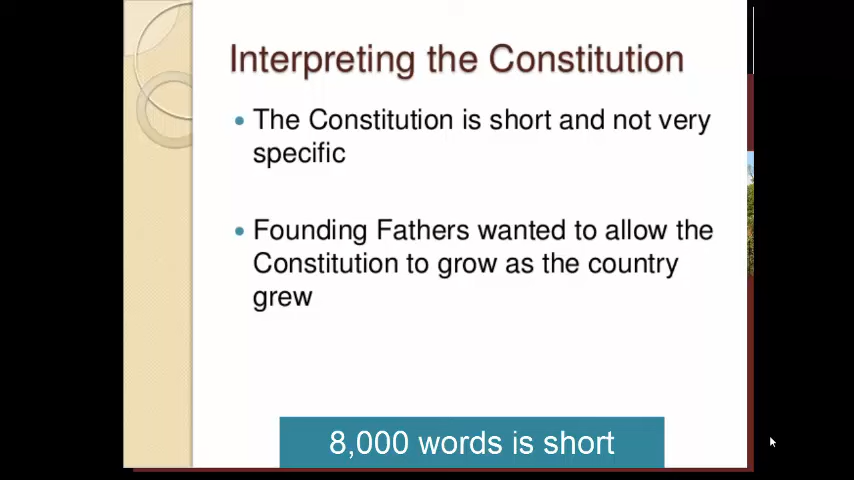 Interpreting the Constitution
• The Constitution is short and not very
specific
• Founding Fathers wanted to allow the
Constitution to grow as the country
grew
8,000 words is short